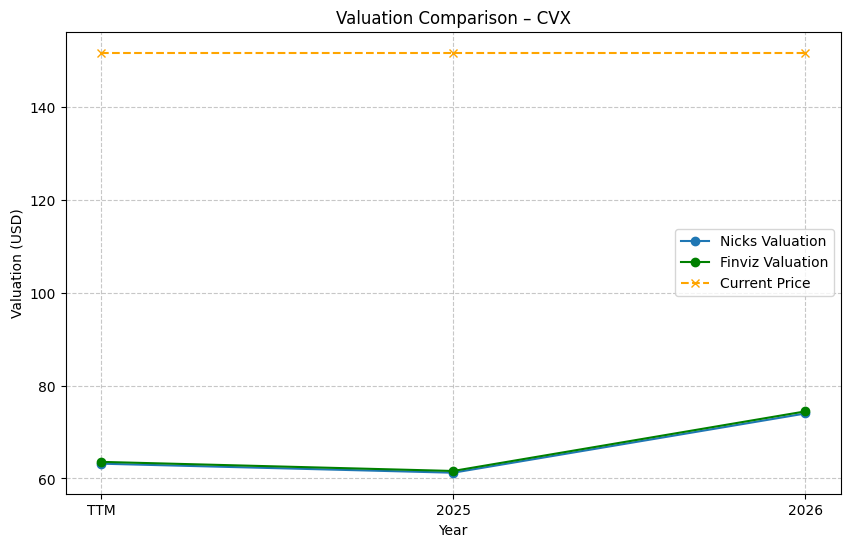 Valuation Comparison – CVX
Valuation (USD)
140
120
100
80
60
Nicks Valuation
Finviz Valuation
Current Price
TTM
2025
2026
Year